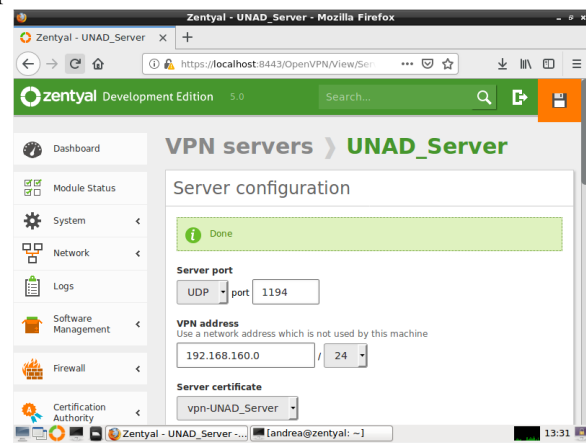 Zentyal - UNAD_Server - Mozilla Firefox
Zentyal - UNAD_Server
https://localhost:8443/OpenVPN/View/Ser
zentyal Development Edition 5.0
Search...
VPN servers ❯ UNAD_Server
Dashboard
Server configuration
Module Status
System
Done
Network
Server port
Logs
UDP port 1194
Software
Management
VPN address
Use a network address which is not used by this machine
192.168.160.0 / 24
Firewall
Server certificate
Certification
Authority
vpn-UNAD_Server
Zentyal - UNAD_Server -... [andrea@zentyal: ~] 13:31